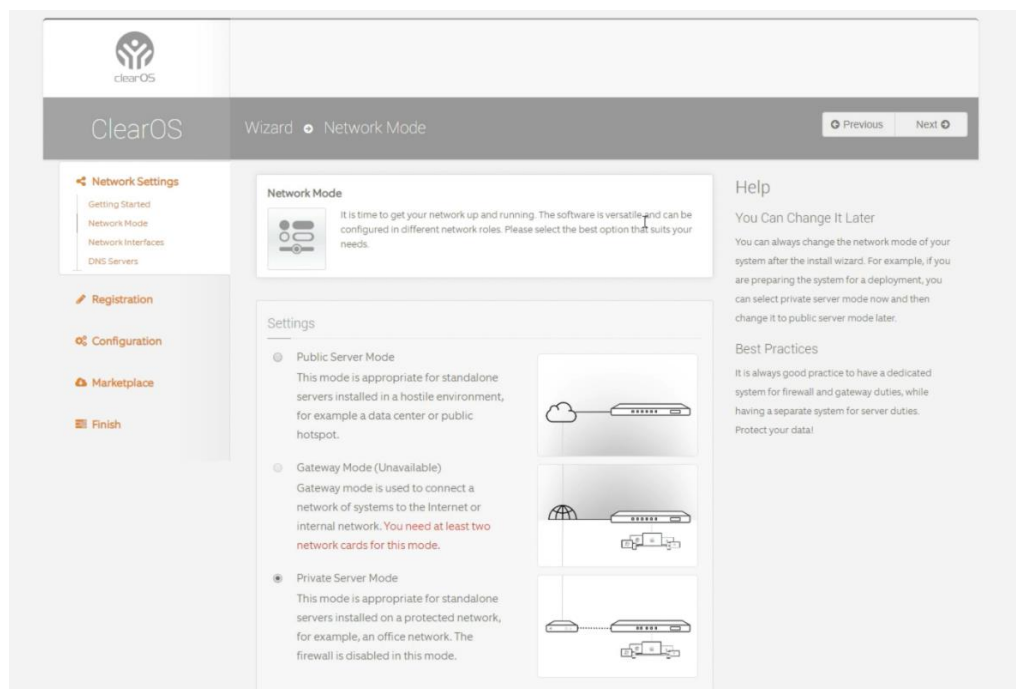 clearOS
ClearOS
Wizard Network Mode
Previous Next
Network Settings
Getting Started
Network Mode
Network Interfaces
DNS Servers
Registration
Configuration
Marketplace
Finish
Network Mode
It is time to get your network up and running. The software is versatile and can be
configured in different network roles. Please select the best option that suits your
needs.
Settings
Public Server Mode
This mode is appropriate for standalone
servers installed in a hostile environment,
for example a data center or public
hotspot.
Gateway Mode (Unavailable)
Gateway mode is used to connect a
network of systems to the Internet or
internal network. You need at least two
network cards for this mode.
Private Server Mode
This mode is appropriate for standalone
servers installed on a protected network,
for example, an office network. The
firewall is disabled in this mode.
Help
You Can Change It Later
You can always change the network mode of your
system after the install wizard. For example, if you
are preparing the system for a deployment, you
can select private server mode now and then
change it to public server mode later.
Best Practices
It is always good practice to have a dedicated
system for firewall and gateway duties, while
having a separate system for server duties.
Protect your data!